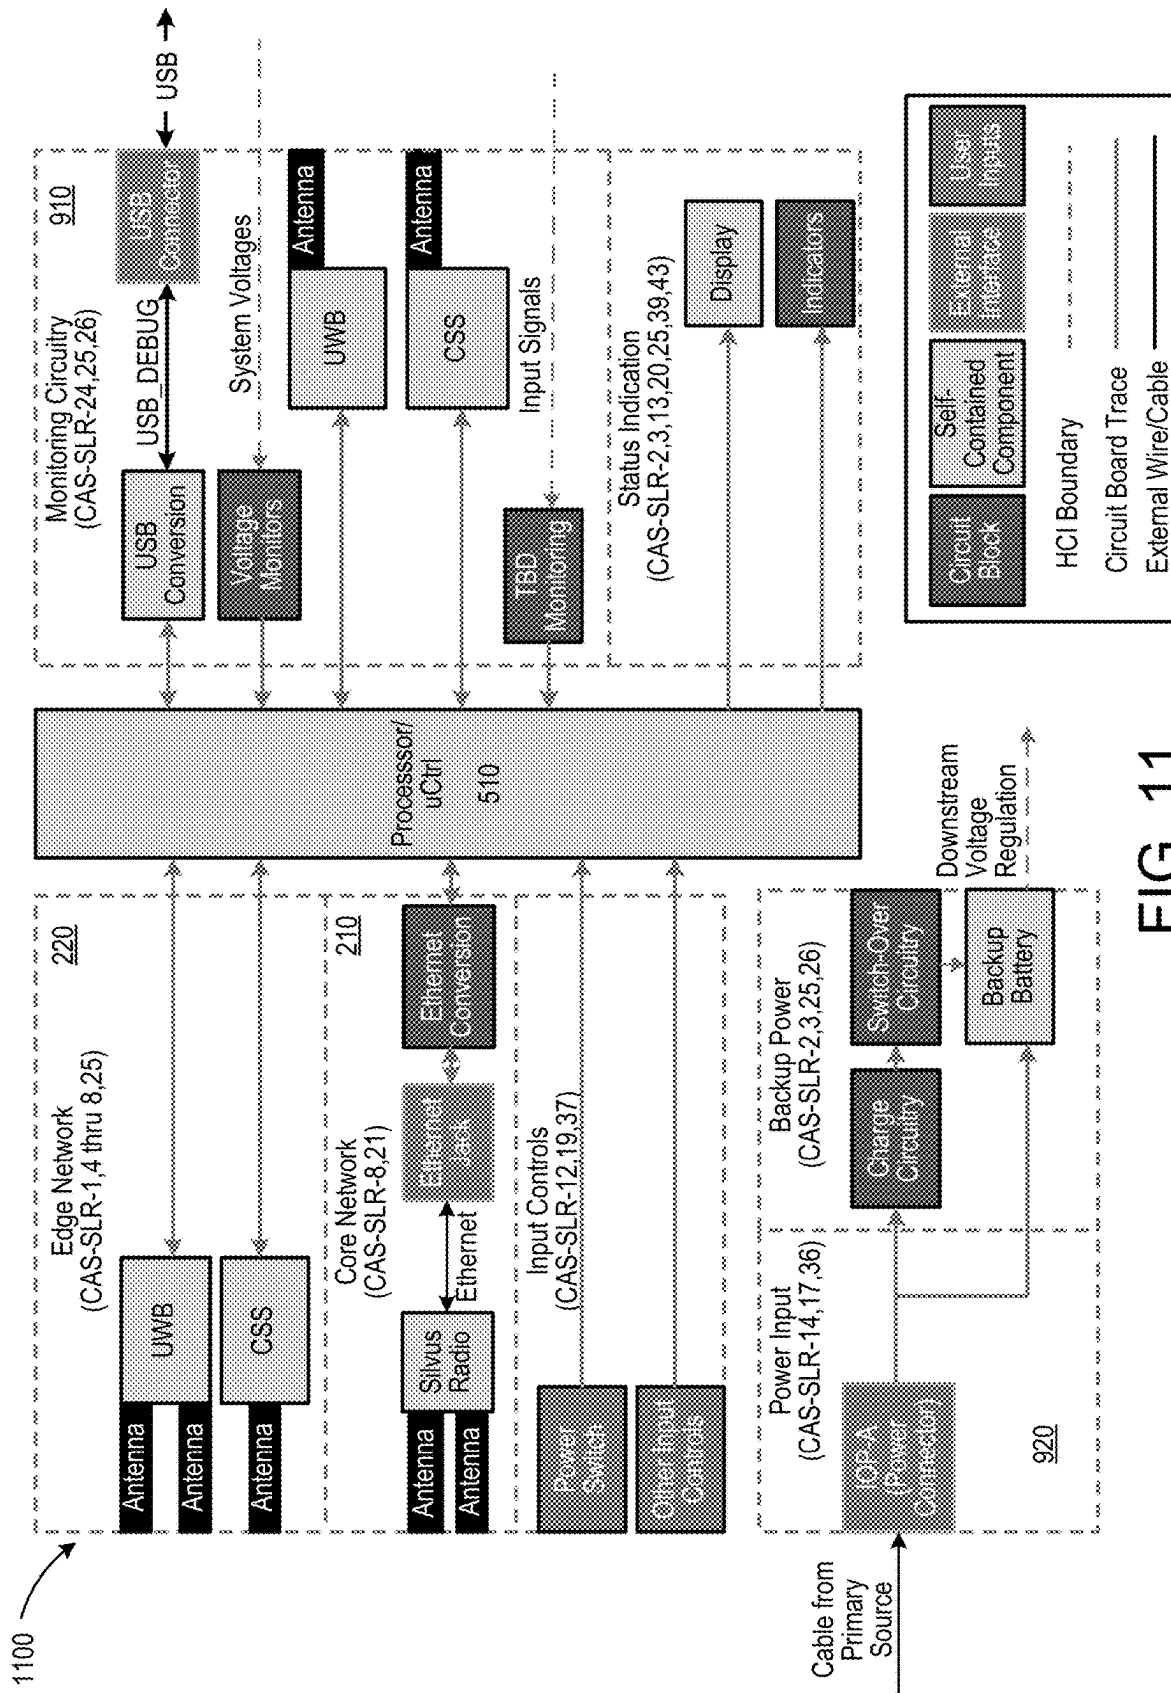 1100
Edge Network
(CAS-SLR-1,4 thru 8,25)
220
Antenna
Antenna
UWB
Antenna
CSS
Core Network
(CAS-SLR-8,21)
210
Antenna
Antenna
Silvus
Radio
Ethernet
Ethernet
Jack
Ethernet
Conversion
Input Controls
(CAS-SLR-12,19,37)
Power
Switch
Other Input
Controls
Processsor/
uCtrl
510
Monitoring Circuitry
(CAS-SLR-24,25,26)
910
USB
Conversion
USB_DEBUG
USB
Connector
USB
Voltage
Monitors
System Voltages
UWB
Antenna
CSS
Antenna
TBD
Monitoring
Input Signals
Status Indication
(CAS-SLR-2,3,13,20,25,39,43)
Display
Indicators
Cable from
Primary
Source
Power Input
(CAS-SLR-14,17,36)
IOP-A
(Power
Connector)
920
Backup Power
(CAS-SLR-2,3,25,26)
Charge
Circuitry
Switch-Over
Circuitry
Backup
Battery
Downstream
Voltage
Regulation
Circuit
Block
Self-
Contained
Component
External
Interface
User
Inputs
HCI Boundary
Circuit Board Trace
External Wire/Cable
FIG. 11